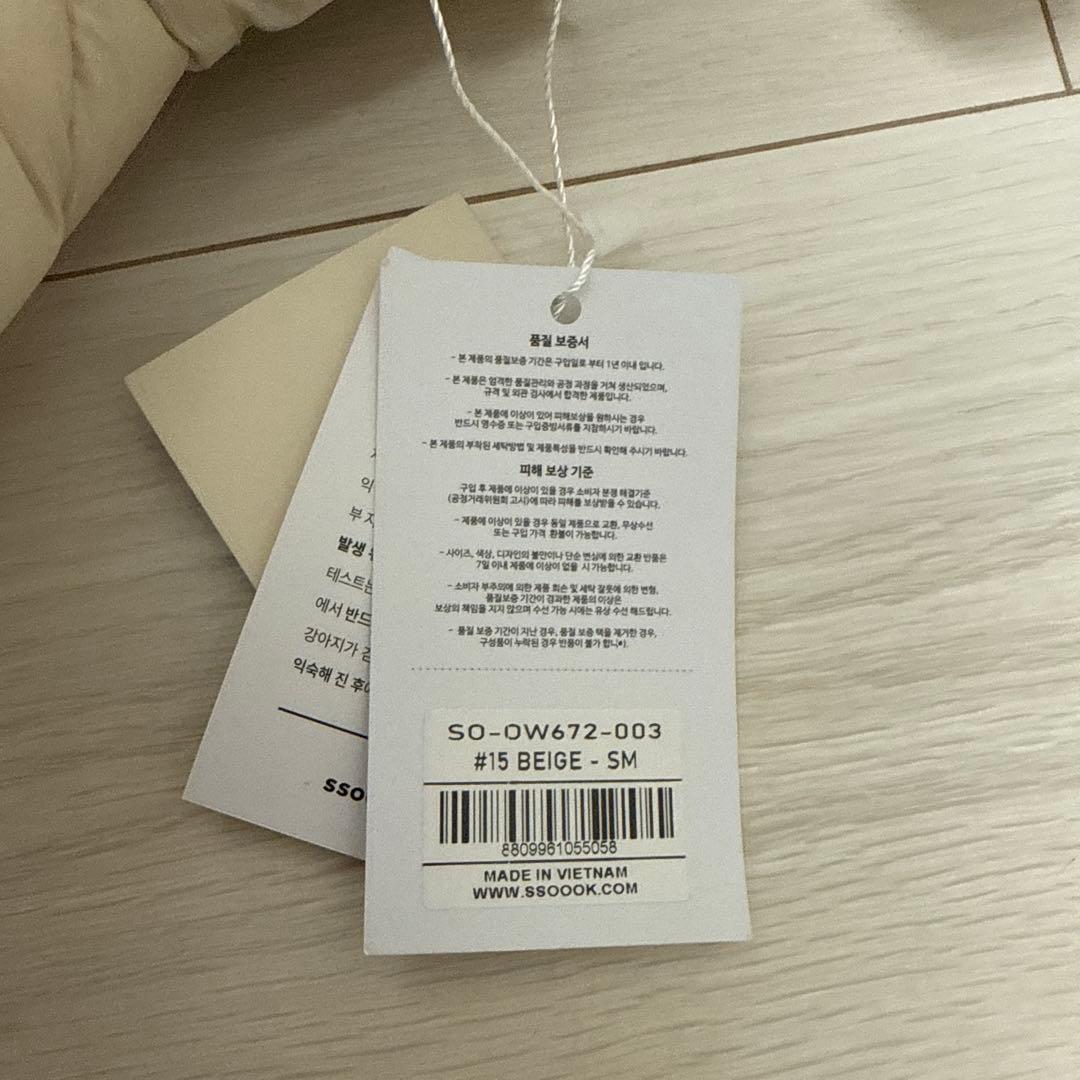 품질 보증서
- 본 제품의 품질보증 기간은 구입일로 부터 1년 이내 입니다.
- 본 제품은 엄격한 품질관리와 공정 과정을 거쳐 생산되었으며,
규격 및 외관 검사에서 합격한 제품입니다.
- 본 제품에 이상이 있어 피해보상을 원하시는 경우
반드시 영수증 또는 구입증빙서류를 지참하시기 바랍니다.
- 본 제품의 부착된 세탁방법 및 제품특성을 반드시 확인해 주시기 바랍니다.
피해 보상 기준
구입 후 제품에 이상이 있을 경우 소비자 분쟁 해결기준
(공정거래위원회 고시)에 따라 피해를 보상받을 수 있습니다.
- 제품에 이상이 있을 경우 동일 제품으로 교환, 무상수선
또는 구입 가격 환불이 가능합니다.
- 사이즈, 색상, 디자인의 불만이나 단순 변심에 의한 교환 반품은
7일 이내 제품에 이상이 없을 시 가능합니다.
- 소비자 부주의에 의한 제품 훼손 및 세탁 잘못에 의한 변형,
품질보증 기간이 경과한 제품의 이상은
보상의 책임을 지지 않으며 수선 가능 시에는 유상 수선 해드립니다.
- 품질 보증 기간이 지난 경우, 품질 보증 택을 제거한 경우,
구성품이 누락된 경우 반품이 불가 합니다.
SO-OW672-003
#15 BEIGE - SM
8809961055058
MADE IN VIETNAM
WWW.SSOOOK.COM
익
부 지
발생
테스트는
에서 반드
강아지가
익숙해 진 후
sso